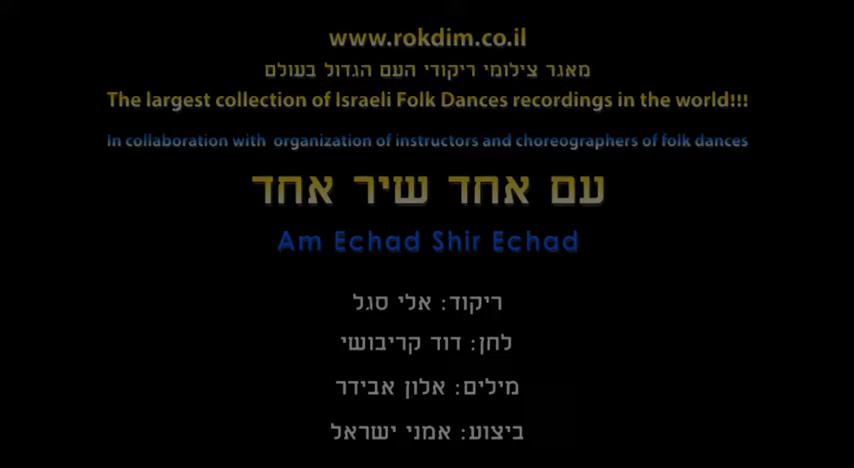 www.rokdim.co.il
מאגר צילומי ריקודי העם הגדול בעולם
The largest collection of Israeli Folk Dances recordings in the world!!!
In collaboration with organization of instructors and choreographers of folk dances
עם אחד שיר אחד
Am Echad Shir Echad
ריקוד: אלי סגל
לחן: דוד קריבושי
מילים: אלון אבידר
ביצוע: אמני ישראל